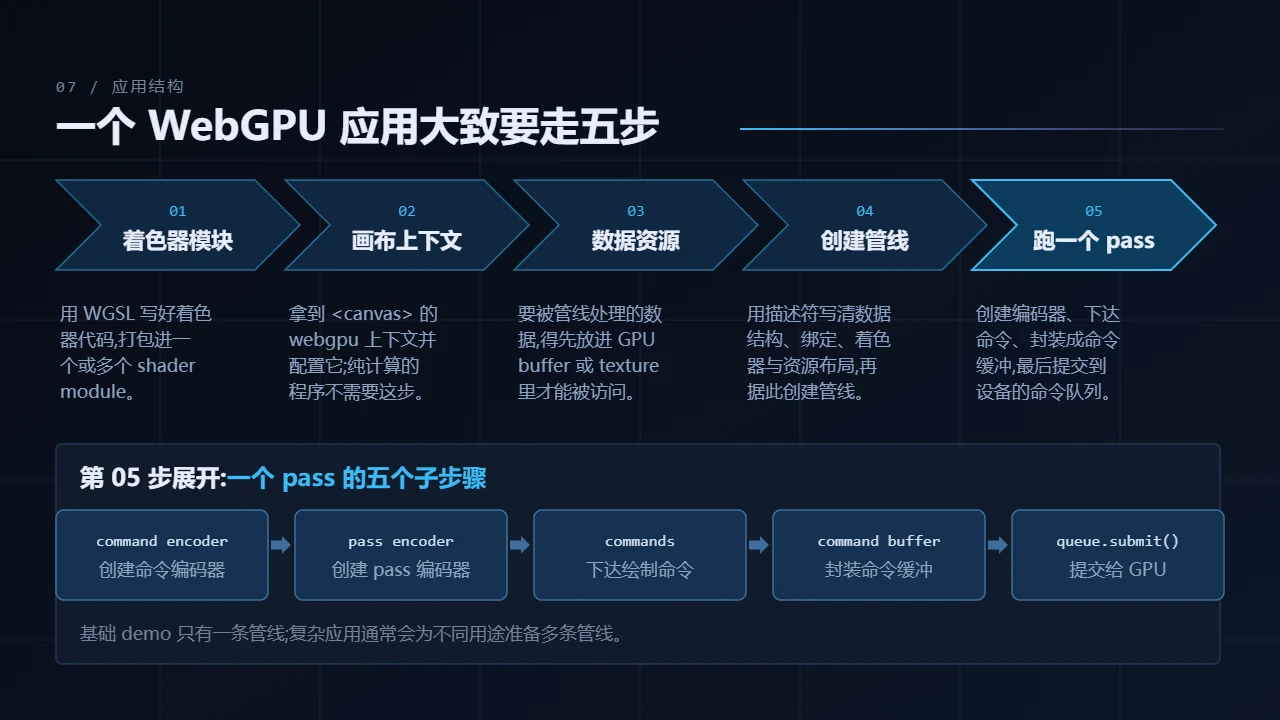 07 / 应用结构
一个 WebGPU 应用大致要走五步
01
着色器模块
02
画布上下文
03
数据资源
04
创建管线
05
跑一个 pass
用 WGSL 写好着色
器代码,打包进一
个或多个 shader
module。
拿到 <canvas> 的
webgpu 上下文并
配置它;纯计算的
程序不需要这步。
要被管线处理的数
据,得先放进 GPU
buffer 或 texture
里才能被访问。
用描述符写清数据
结构、绑定、着色
器与资源布局,再
据此创建管线。
创建编码器、下达
命令、封装成命令
缓冲,最后提交到
设备的命令队列。
第 05 步展开:一个 pass 的五个子步骤
command encoder
创建命令编码器
pass encoder
创建 pass 编码器
commands
下达绘制命令
command buffer
封装命令缓冲
queue.submit()
提交给 GPU
基础 demo 只有一条管线;复杂应用通常会为不同用途准备多条管线。